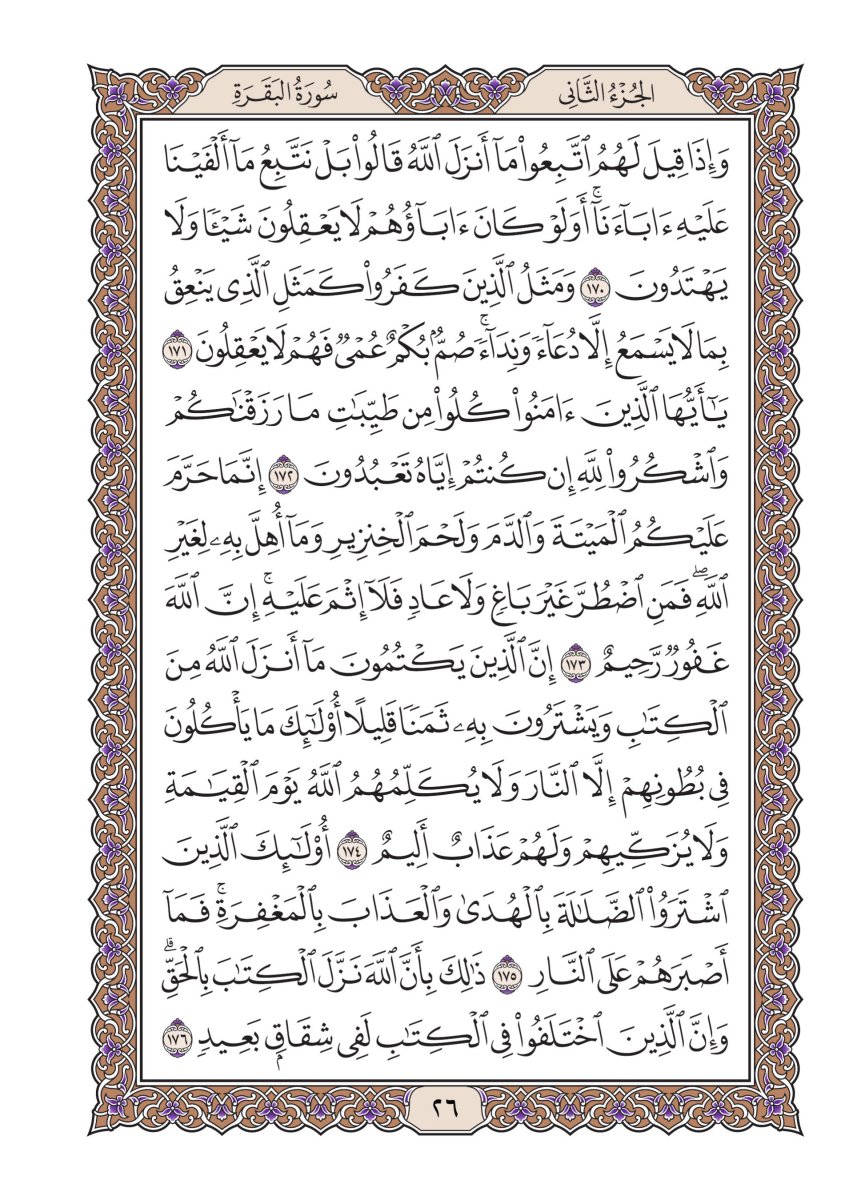 الجُزْءُ الثَّانِى
سُورَةُ البَقَرَةِ
وَإِذَا قِيلَ لَهُمُ ٱتَّبِعُواْ مَآ أَنزَلَ ٱللَّهُ قَالُواْ بَلْ نَتَّبِعُ مَآ أَلْفَيْنَا
عَلَيْهِ ءَابَآءَنَآۚ أَوَلَوْ كَانَ ءَابَآؤُهُمْ لَا يَعْقِلُونَ شَيْـًٔا وَلَا
يَهْتَدُونَ ١٧٠ وَمَثَلُ ٱلَّذِينَ كَفَرُواْ كَمَثَلِ ٱلَّذِى يَنْعِقُ
بِمَا لَا يَسْمَعُ إِلَّا دُعَآءً وَنِدَآءًۚ صُمُّۢ بُكْمٌ عُمْىٌ فَهُمْ لَا يَعْقِلُونَ ١٧١
يَـٰٓأَيُّهَا ٱلَّذِينَ ءَامَنُواْ كُلُواْ مِن طَيِّبَـٰتِ مَا رَزَقْنَـٰكُمْ
وَٱشْكُرُواْ لِلَّهِ إِن كُنتُمْ إِيَّاهُ تَعْبُدُونَ ١٧٢ إِنَّمَا حَرَّمَ
عَلَيْكُمُ ٱلْمَيْتَةَ وَٱلدَّمَ وَلَحْمَ ٱلْخِنزِيرِ وَمَآ أُهِلَّ بِهِۦ لِغَيْرِ
ٱللَّهِۖ فَمَنِ ٱضْطُرَّ غَيْرَ بَاغٍ وَلَا عَادٍ فَلَآ إِثْمَ عَلَيْهِۚ إِنَّ ٱللَّهَ
غَفُورٌ رَّحِيمٌ ١٧٣ إِنَّ ٱلَّذِينَ يَكْتُمُونَ مَآ أَنزَلَ ٱللَّهُ مِنَ
ٱلْكِتَـٰبِ وَيَشْتَرُونَ بِهِۦ ثَمَنًا قَلِيلًا أُوْلَـٰٓئِكَ مَا يَأْكُلُونَ
فِى بُطُونِهِمْ إِلَّا ٱلنَّارَ وَلَا يُكَلِّمُهُمُ ٱللَّهُ يَوْمَ ٱلْقِيَـٰمَةِ
وَلَا يُزَكِّيهِمْ وَلَهُمْ عَذَابٌ أَلِيمٌ ١٧٤ أُوْلَـٰٓئِكَ ٱلَّذِينَ
ٱشْتَرَوُاْ ٱلضَّلَـٰلَةَ بِٱلْهُدَىٰ وَٱلْعَذَابَ بِٱلْمَغْفِرَةِۚ فَمَآ
أَصْبَرَهُمْ عَلَى ٱلنَّارِ ١٧٥ ذَٰلِكَ بِأَنَّ ٱللَّهَ نَزَّلَ ٱلْكِتَـٰبَ بِٱلْحَقِّۗ
وَإِنَّ ٱلَّذِينَ ٱخْتَلَفُواْ فِى ٱلْكِتَـٰبِ لَفِى شِقَاقٍۭ بَعِيدٍ ١٧٦
٢٦